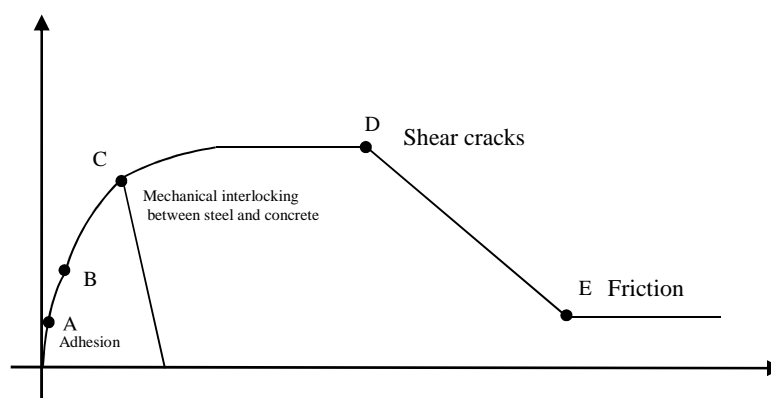 D
Shear cracks
C
Mechanical interlocking
between steel and concrete
B
E Friction
A
Adhesion